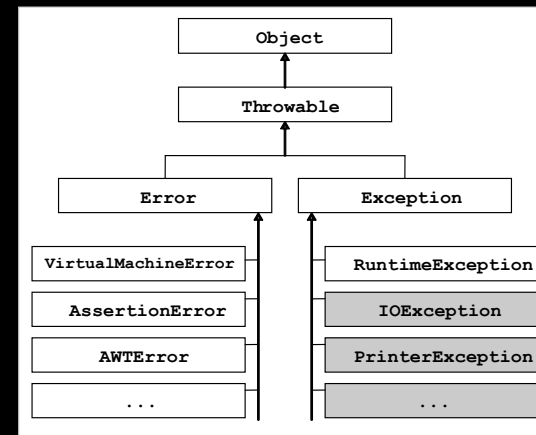 Object
Throwable
Error Exception
VirtualMachineError RuntimeException
AssertionError IOException
AWTError PrinterException
... ...